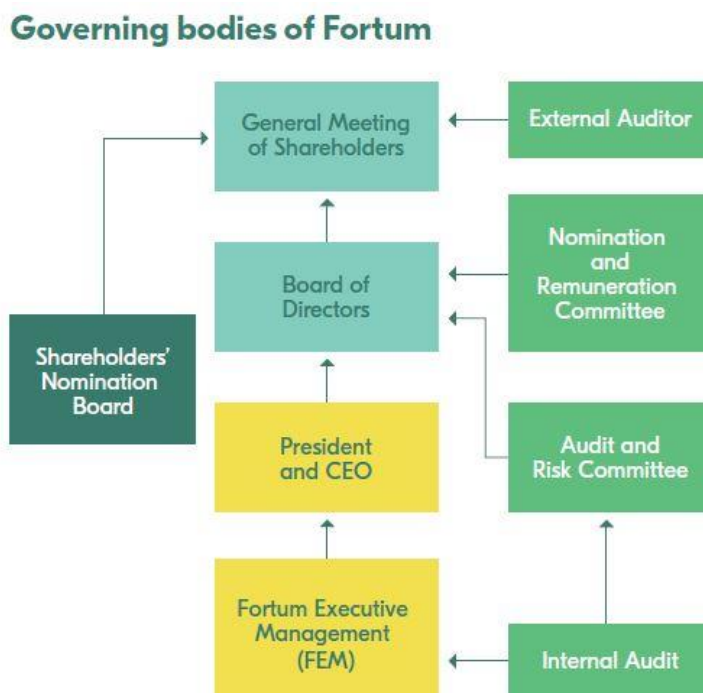 Governing bodies of Fortum
General Meeting
of Shareholders
External Auditor
Board of
Directors
Nomination
and
Remuneration
Committee
Shareholders’
Nomination
Board
President
and CEO
Audit and
Risk Committee
Fortum Executive
Management
(FEM)
Internal Audit